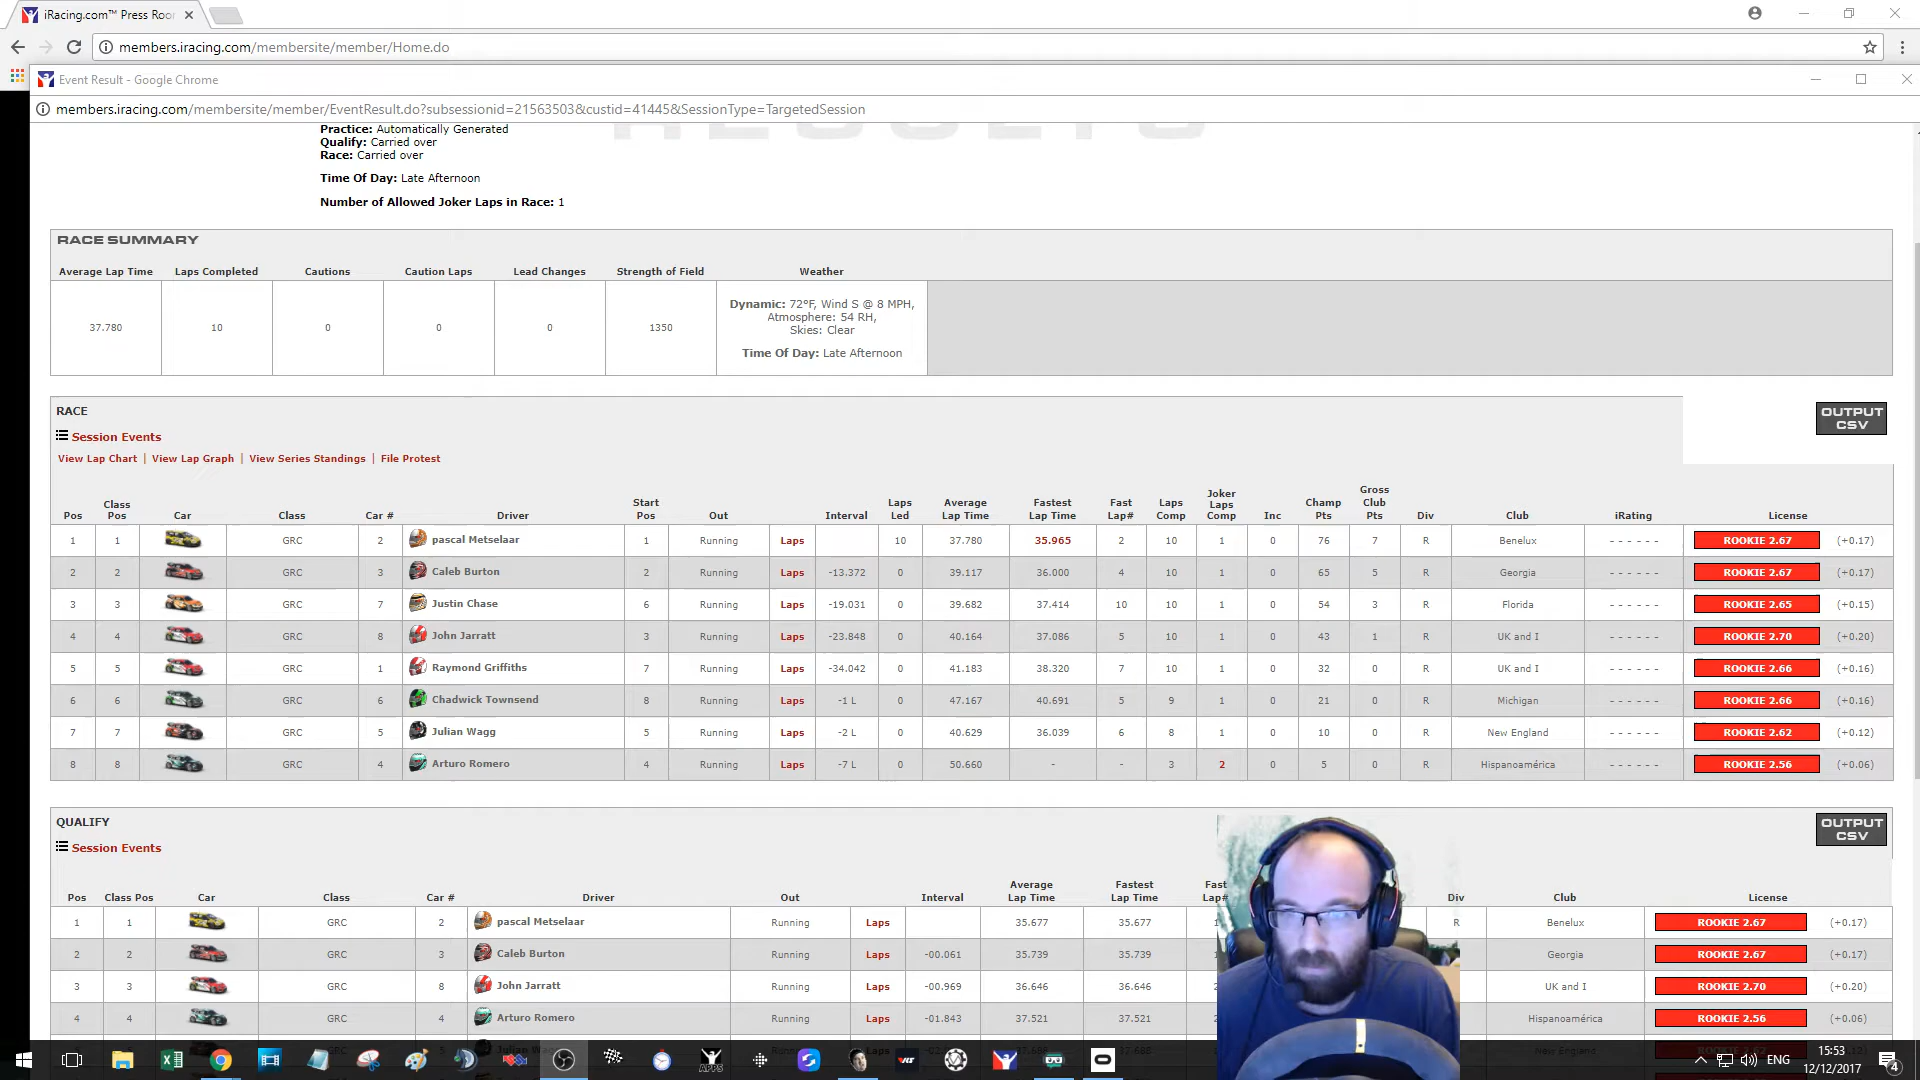 iRacing.com™ Press Roo
members.iracing.com/membersite/member/Home.do
Event Result - Google Chrome
members.iracing.com/membersite/member/EventResult.do?subsessionid=21563503&custid=41445&SessionType=TargetedSession
RESULTS
Practice: Automatically Generated
Qualify: Carried over
Race: Carried over
Time Of Day: Late Afternoon
Number of Allowed Joker Laps in Race: 1
RACE SUMMARY
Average Lap Time Laps Completed Cautions Caution Laps Lead Changes Strength of Field Weather
37.780 10 0 0 0 1350
Dynamic: 72°F, Wind S @ 8 MPH,
Atmosphere: 54 RH,
Skies: Clear
Time Of Day: Late Afternoon
RACE
OUTPUT
CSV
Session Events
View Lap Chart | View Lap Graph | View Series Standings | File Protest
Pos Class Pos Car Class Car # Driver Start Pos Out Interval Laps Led Average Lap Time Fastest Lap Time Fast Lap# Laps Comp Joker Laps Comp Inc Champ Pts Gross Club Pts Div Club iRating License
1 1 GRC 2 pascal Metselaar 1 Running Laps 10 37.780 35.965 2 10 1 0 76 7 R Benelux - - - - - - ROOKIE 2.67 (+0.17)
2 2 GRC 3 Caleb Burton 2 Running Laps -13.372 0 39.117 36.000 4 10 1 0 65 5 R Georgia - - - - - - ROOKIE 2.67 (+0.17)
3 3 GRC 7 Justin Chase 6 Running Laps -19.031 0 39.682 37.414 10 10 1 0 54 3 R Florida - - - - - - ROOKIE 2.65 (+0.15)
4 4 GRC 8 John Jarratt 3 Running Laps -23.848 0 40.164 37.086 5 10 1 0 43 1 R UK and I - - - - - - ROOKIE 2.70 (+0.20)
5 5 GRC 1 Raymond Griffiths 7 Running Laps -34.042 0 41.183 38.320 7 10 1 0 32 0 R UK and I - - - - - - ROOKIE 2.66 (+0.16)
6 6 GRC 6 Chadwick Townsend 8 Running Laps -1 L 0 47.167 40.691 5 9 1 0 21 0 R Michigan - - - - - - ROOKIE 2.66 (+0.16)
7 7 GRC 5 Julian Wagg 5 Running Laps -2 L 0 40.629 36.039 6 8 1 0 10 0 R New England - - - - - - ROOKIE 2.62 (+0.12)
8 8 GRC 4 Arturo Romero 4 Running Laps -7 L 0 50.660 - - 3 2 0 5 0 R Hispanoamérica - - - - - - ROOKIE 2.56 (+0.06)
QUALIFY
OUTPUT
CSV
Session Events
Pos Class Pos Car Class Car # Driver Out Interval Average Lap Time Fastest Lap Time Fast Lap# Div Club License
1 1 GRC 2 pascal Metselaar Running Laps 35.677 35.677 R Benelux ROOKIE 2.67 (+0.17)
2 2 GRC 3 Caleb Burton Running Laps -00.061 35.739 35.739 Georgia ROOKIE 2.67 (+0.17)
3 3 GRC 8 John Jarratt Running Laps -00.969 36.646 36.646 UK and I ROOKIE 2.70 (+0.20)
4 4 GRC 4 Arturo Romero Running Laps -01.843 37.521 37.521 Hispanoamérica ROOKIE 2.56 (+0.06)
APPS
ENG
15:53
12/12/2017
4